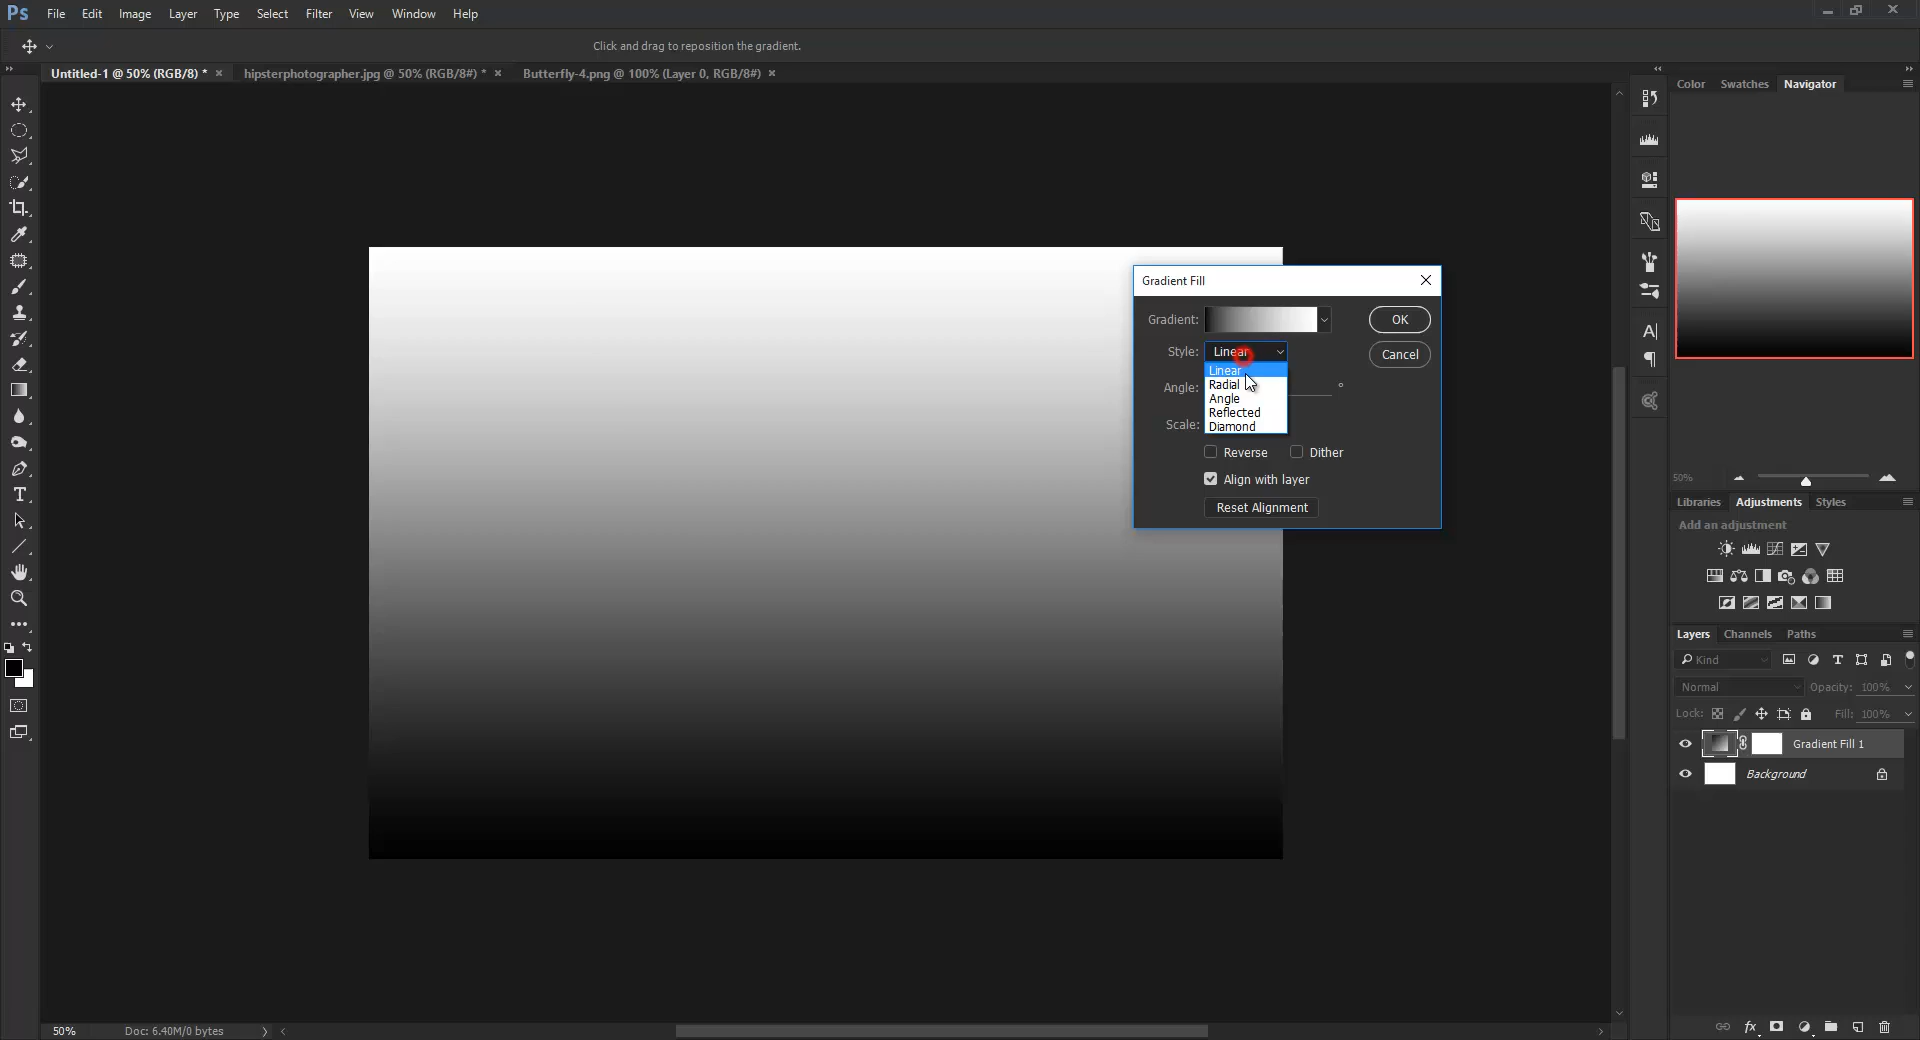 Ps File Edit Image Layer Type Select Filter View Window Help
Click and drag to reposition the gradient.
Untitled-1 @ 50% (RGB/8) * × hipsterphotographer.jpg @ 50% (RGB/8#) * × Butterfly-4.png @ 100% (Layer 0, RGB/8#) ×
Color Swatches Navigator
Gradient Fill
Gradient: OK
Style: Linear Cancel
Linear
Radial
Angle: Angle °
Reflected
Scale: Diamond
Reverse Dither
Align with layer
Reset Alignment
50%
Libraries Adjustments Styles
Add an adjustment
Layers Channels Paths
Kind
Normal Opacity: 100%
Lock: Fill: 100%
Gradient Fill 1
Background
50% Doc: 6.40M/0 bytes
fx